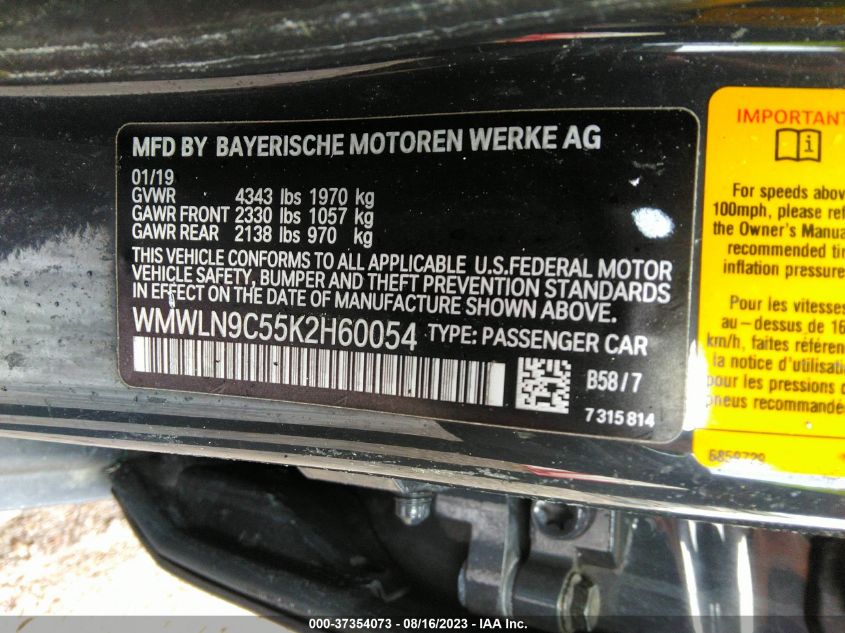 MFD BY BAYERISCHE MOTOREN WERKE AG
01/19
GVWR 4343 lbs 1970 kg
GAWR FRONT 2330 lbs 1057 kg
GAWR REAR 2138 lbs 970 kg
THIS VEHICLE CONFORMS TO ALL APPLICABLE U.S.FEDERAL MOTOR
VEHICLE SAFETY, BUMPER AND THEFT PREVENTION STANDARDS
IN EFFECT ON THE DATE OF MANUFACTURE SHOWN ABOVE.
WMWLN9C55K2H60054 TYPE: PASSENGER CAR
B58/7
7 315 814
IMPORTANT
For speeds above
100mph, please ref
the Owner's Manua
recommended tir
inflation pressure
Pour les vitesses
au-dessus de 16
km/h, faites référen
la notice d'utilisat
pour les pressions d
pneus recommandé
6859729
000-37354073 - 08/16/2023 - IAA Inc.